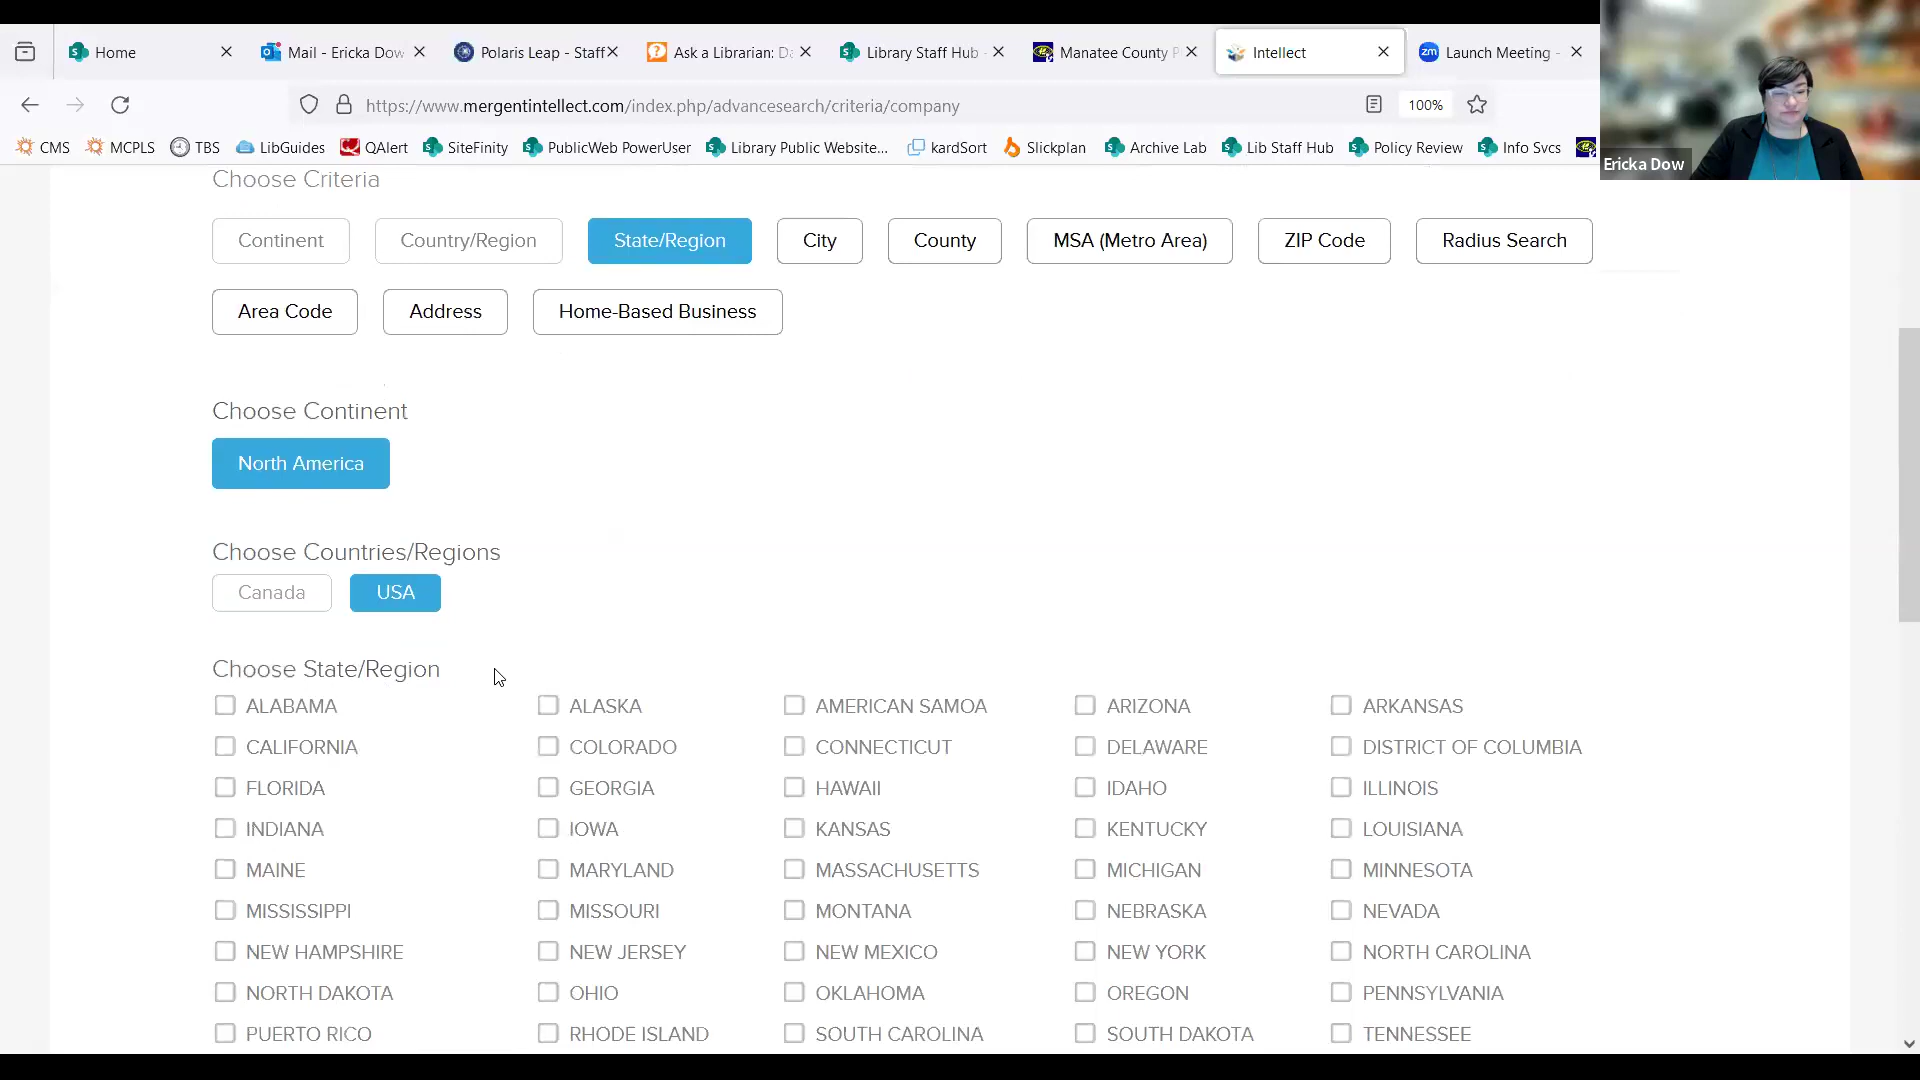 Home
Mail - Ericka Dow
Polaris Leap - Staff
Ask a Librarian: Da
Library Staff Hub -
Manatee County P
Intellect
Launch Meeting -
https://www.mergentintellect.com/index.php/advancesearch/criteria/company
100%
CMS
MCPLS
TBS
LibGuides
QAlert
SiteFinity
PublicWeb PowerUser
Library Public Website...
kardSort
Slickplan
Archive Lab
Lib Staff Hub
Policy Review
Info Svcs
Ericka Dow
Choose Criteria
Continent
Country/Region
State/Region
City
County
MSA (Metro Area)
ZIP Code
Radius Search
Area Code
Address
Home-Based Business
Choose Continent
North America
Choose Countries/Regions
Canada
USA
Choose State/Region
ALABAMA
ALASKA
AMERICAN SAMOA
ARIZONA
ARKANSAS
CALIFORNIA
COLORADO
CONNECTICUT
DELAWARE
DISTRICT OF COLUMBIA
FLORIDA
GEORGIA
HAWAII
IDAHO
ILLINOIS
INDIANA
IOWA
KANSAS
KENTUCKY
LOUISIANA
MAINE
MARYLAND
MASSACHUSETTS
MICHIGAN
MINNESOTA
MISSISSIPPI
MISSOURI
MONTANA
NEBRASKA
NEVADA
NEW HAMPSHIRE
NEW JERSEY
NEW MEXICO
NEW YORK
NORTH CAROLINA
NORTH DAKOTA
OHIO
OKLAHOMA
OREGON
PENNSYLVANIA
PUERTO RICO
RHODE ISLAND
SOUTH CAROLINA
SOUTH DAKOTA
TENNESSEE